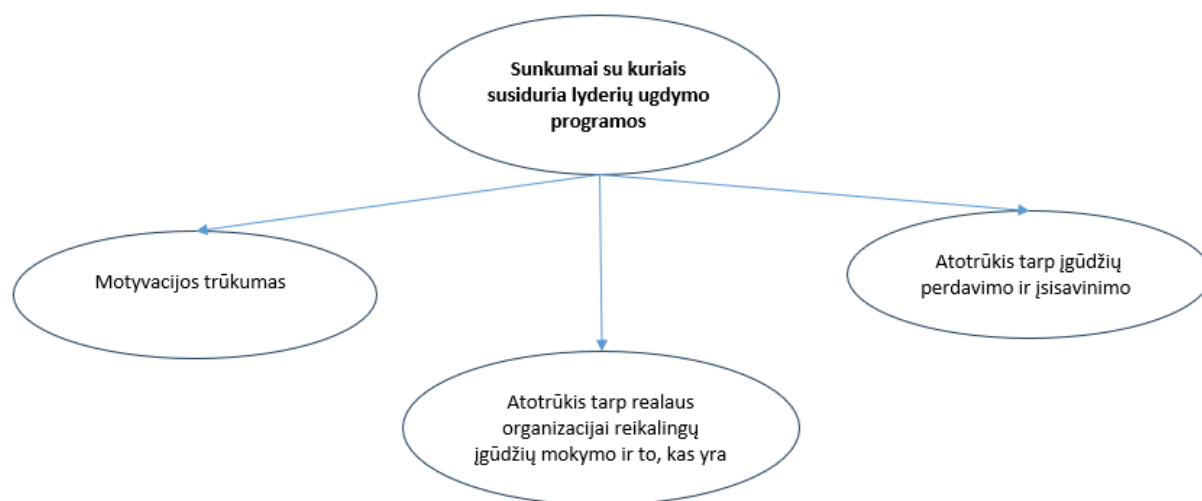 Sunkumai su kuriais
susiduria lyderių ugdymo
programos
Motyvacijos trūkumas
Atotrūkis tarp įgūdžių
perdavimo ir įsisavinimo
Atotrūkis tarp realaus
organizacijai reikalingų
įgūdžių mokymo ir to, kas yra